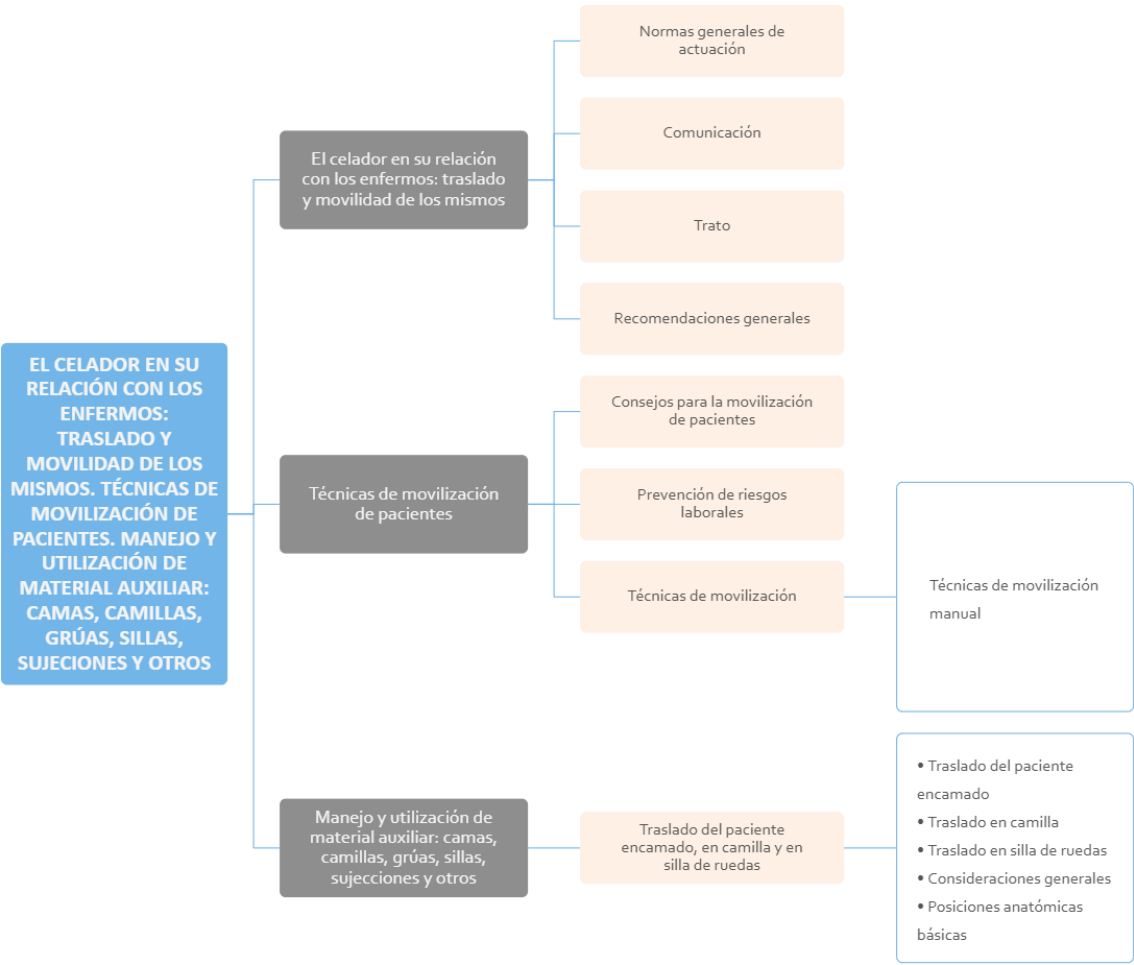 EL CELADOR EN SU
RELACIÓN CON LOS
ENFERMOS:
TRASLADO Y
MOVILIDAD DE LOS
MISMOS. TÉCNICAS DE
MOVILIZACIÓN DE
PACIENTES. MANEJO Y
UTILIZACIÓN DE
MATERIAL AUXILIAR:
CAMAS, CAMILLAS,
GRÚAS, SILLAS,
SUJECIONES Y OTROS
El celador en su relación
con los enfermos: traslado
y movilidad de los mismos
Normas generales de
actuación
Comunicación
Trato
Recomendaciones generales
Técnicas de movilización
de pacientes
Consejos para la movilización
de pacientes
Prevención de riesgos
laborales
Técnicas de movilización
Técnicas de movilización
manual
Manejo y utilización de
material auxiliar: camas,
camillas, grúas, sillas,
sujecciones y otros
Traslado del paciente
encamado, en camilla y en
silla de ruedas
• Traslado del paciente
encamado
• Traslado en camilla
• Traslado en silla de ruedas
• Consideraciones generales
• Posiciones anatómicas
básicas